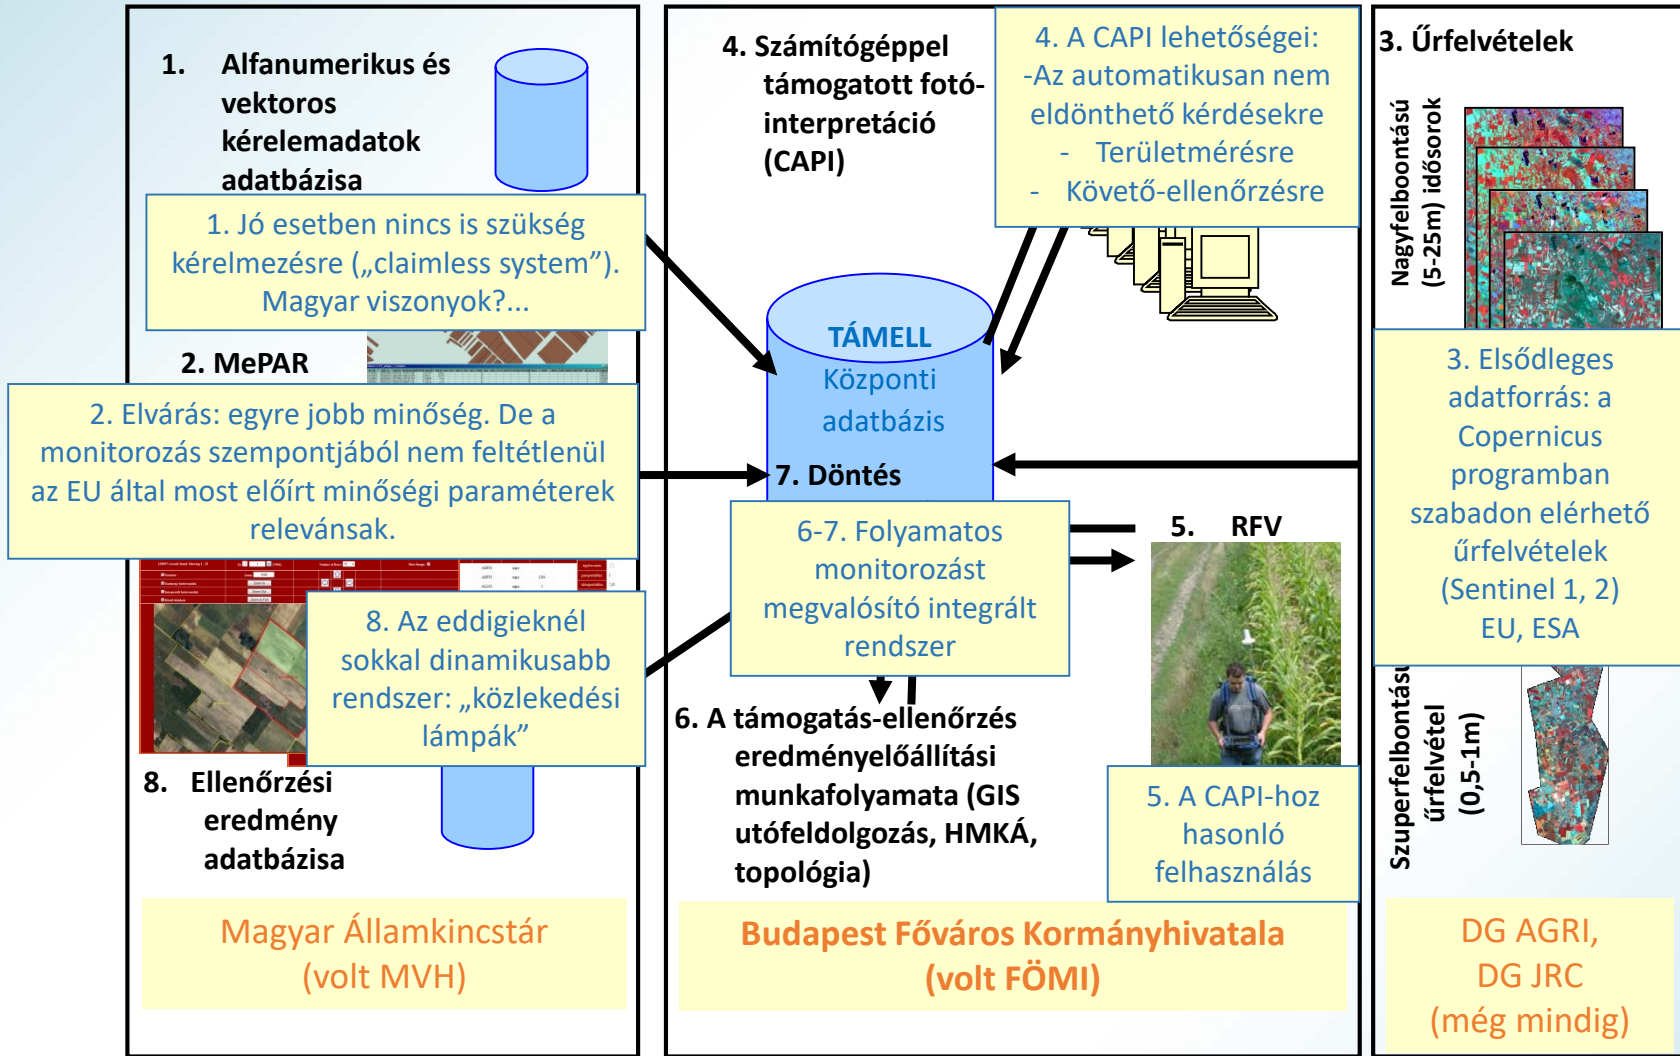 1. Alfanumerikus és
vektoros
kérelemadatok
adatbázisa
1. Jó esetben nincs is szükség
kérelmezésre („claimless system”).
Magyar viszonyok?...
2. MePAR
2. Elvárás: egyre jobb minőség. De a
monitorozás szempontjából nem feltétlenül
az EU által most előírt minőségi paraméterek
relevánsak.
8. Az eddigieknél
sokkal dinamikusabb
rendszer: „közlekedési
lámpák”
8. Ellenőrzési
eredmény
adatbázisa
Magyar Államkincstár
(volt MVH)
4. Számítógéppel
támogatott fotó-
interpretáció
(CAPI)
4. A CAPI lehetőségei:
-Az automatikusan nem
eldönthető kérdésekre
- Területmérésre
- Követő-ellenőrzésre
TÁMELL
Központi
adatbázis
7. Döntés
6-7. Folyamatos
monitorozást
megvalósító integrált
rendszer
5. RFV
6. A támogatás-ellenőrzés
eredményelőállítási
munkafolyamata (GIS
utófeldolgozás, HMKÁ,
topológia)
5. A CAPI-hoz
hasonló
felhasználás
Budapest Főváros Kormányhivatala
(volt FÖMI)
3. Űrfelvételek
Nagyfelboontású
(5-25m) idősorok
3. Elsődleges
adatforrás: a
Copernicus
programban
szabadon elérhető
űrfelvételek
(Sentinel 1, 2)
EU, ESA
Szuperfelbontású
űrfelvétel
(0,5-1m)
DG AGRI,
DG JRC
(még mindig)